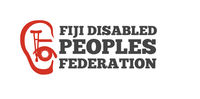 FIJI DISABLED
PEOPLES
FEDERATION